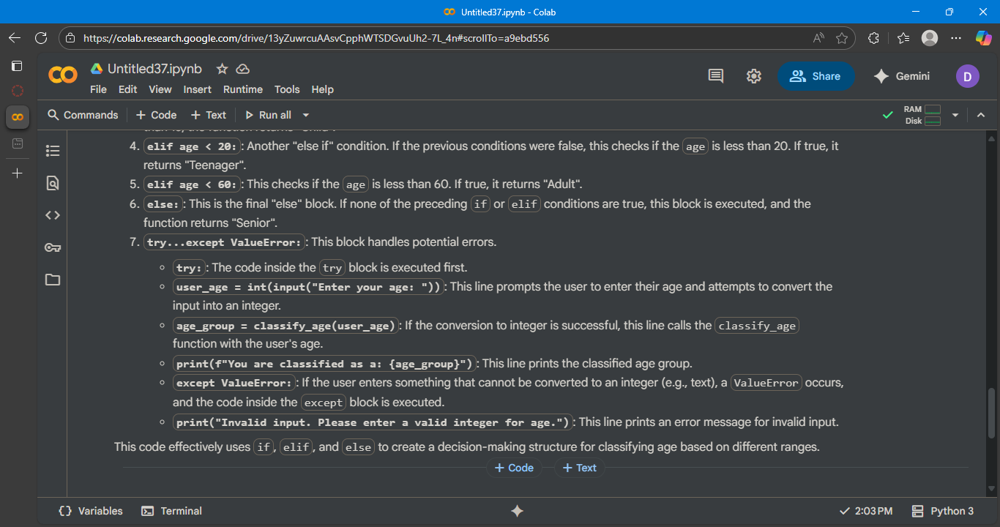 Untitled37.ipynb - Colab
https://colab.research.google.com/drive/13yZuwrcuAAsvCpphWTSDGvuUh2-7L_4n#scrollTo=a9ebd556
Untitled37.ipynb
File Edit View Insert Runtime Tools Help
Share
Gemini
D
Commands + Code + Text Run all
RAM
Disk
than 13, the function returns "Child".
4. elif age < 20:: Another "else if" condition. If the previous conditions were false, this checks if the age is less than 20. If true, it
returns "Teenager".
5. elif age < 60:: This checks if the age is less than 60. If true, it returns "Adult".
6. else:: This is the final "else" block. If none of the preceding if or elif conditions are true, this block is executed, and the
function returns "Senior".
7. try...except ValueError:: This block handles potential errors.
try:: The code inside the try block is executed first.
user_age = int(input("Enter your age: ")): This line prompts the user to enter their age and attempts to convert the
input into an integer.
age_group = classify_age(user_age): If the conversion to integer is successful, this line calls the classify_age
function with the user's age.
print(f"You are classified as a: {age_group}"): This line prints the classified age group.
except ValueError:: If the user enters something that cannot be converted to an integer (e.g., text), a ValueError occurs,
and the code inside the except block is executed.
print("Invalid input. Please enter a valid integer for age."): This line prints an error message for invalid input.
This code effectively uses if, elif, and else to create a decision-making structure for classifying age based on different ranges.
+ Code + Text
{} Variables Terminal
2:03 PM Python 3